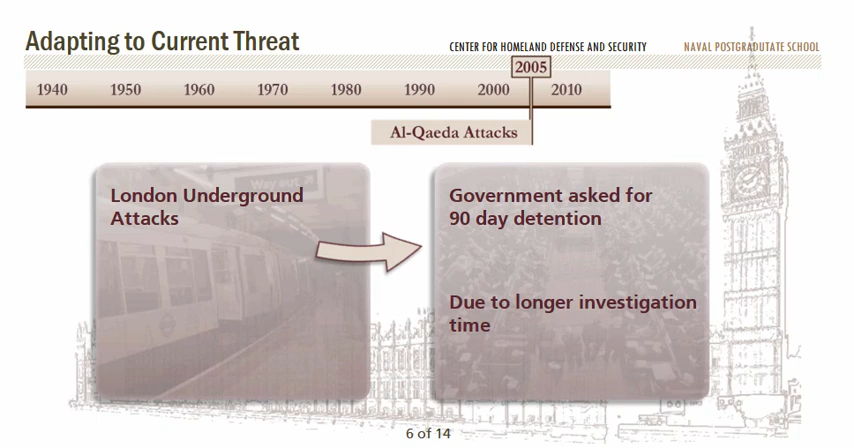 Adapting to Current Threat
CENTER FOR HOMELAND DEFENSE AND SECURITY
NAVAL POSTGRADUTATE SCHOOL
2005
1940 1950 1960 1970 1980 1990 2000 2010
Al-Qaeda Attacks
Way out
London Underground
Attacks
Government asked for
90 day detention
Due to longer investigation
time
6 of 14